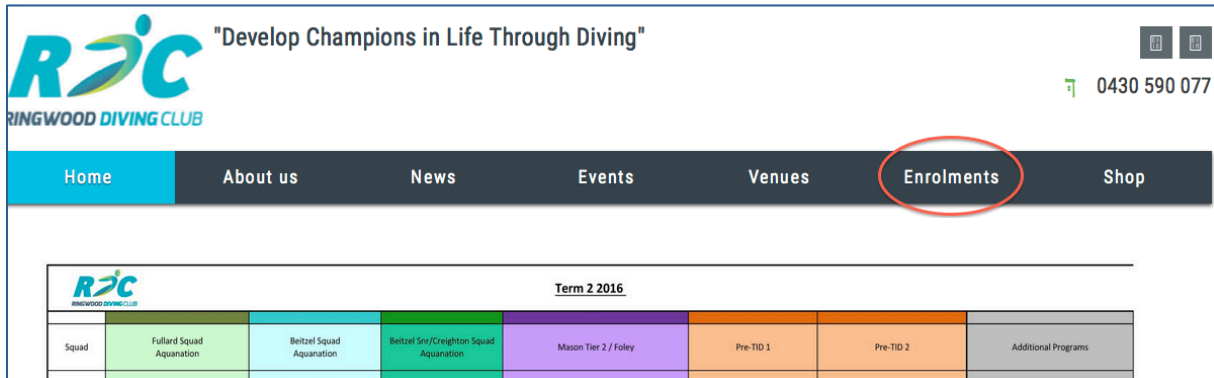 RDC
RINGWOOD DIVING CLUB
"Develop Champions in Life Through Diving"
0430 590 077
Home About us News Events Venues Enrolments Shop
RDC
RINGWOOD DIVING CLUB
Term 2 2016
Squad
Fullard Squad
Aquanation
Beitzel Squad
Aquanation
Beitzel Snr/Creighton Squad
Aquanation
Mason Tier 2 / Foley
Pre-TID 1
Pre-TID 2
Additional Programs